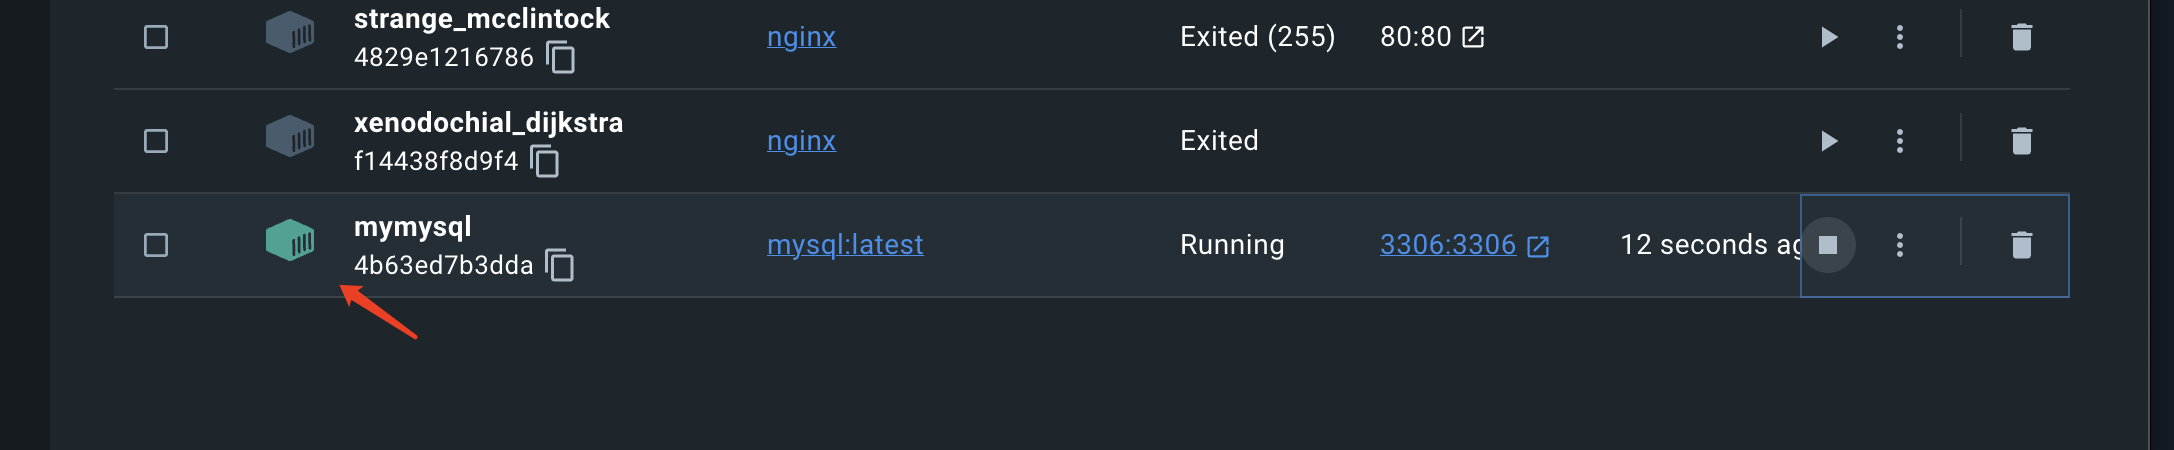 strange_mcclintock
4829e1216786
nginx
Exited (255)
80:80
xenodochial_dijkstra
f14438f8d9f4
nginx
Exited
mymysql
4b63ed7b3dda
mysql:latest
Running
3306:3306
12 seconds ag